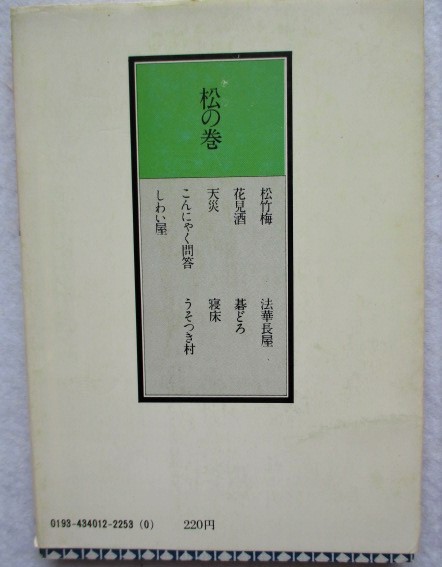 松の巻
松竹梅 法華長屋
花見酒 碁どろ
天災 寝床
こんにゃく問答 うそつき村
しわい屋
0193-434012-2253 (0) 220円